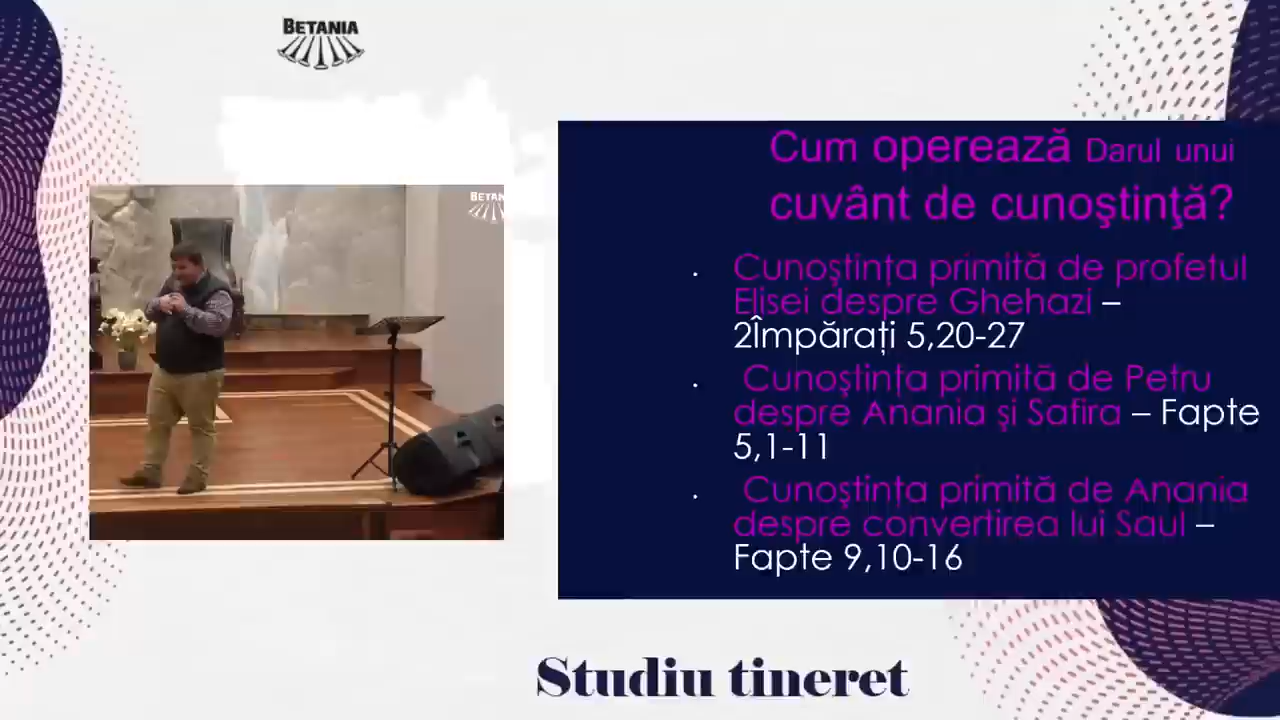 BETANIA
BETAN
Cum operează Darul unui
cuvânt de cunoştinţă?
• Cunoştinţa primită de profetul
Elisei despre Ghehazi –
2Împăraţi 5,20-27
• Cunoştinţa primită de Petru
despre Anania şi Safira – Fapte
5,1-11
• Cunoştinţa primită de Anania
despre convertirea lui Saul –
Fapte 9,10-16
Studiu tineret